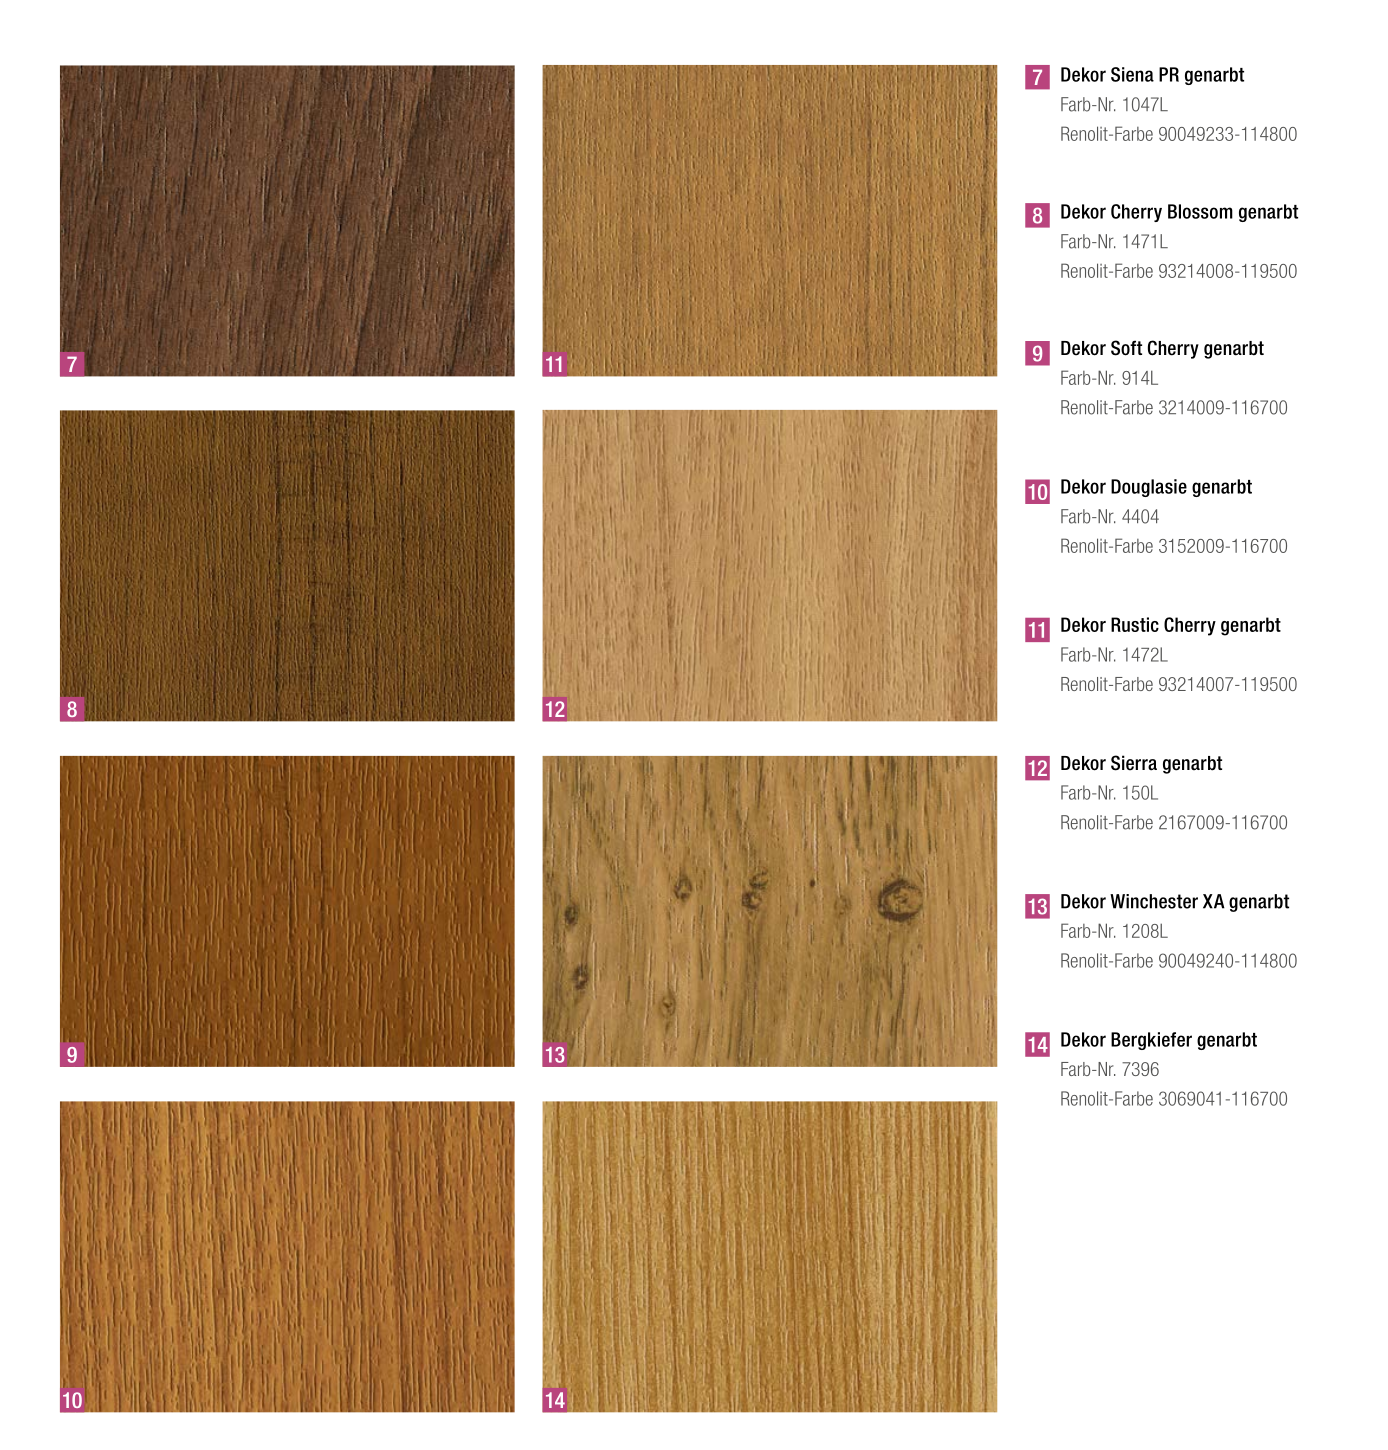 7
11
8
12
9
13
10
14
7 Dekor Siena PR genarbt
Farb-Nr. 1047L
Renolit-Farbe 90049233-114800
8 Dekor Cherry Blossom genarbt
Farb-Nr. 1471L
Renolit-Farbe 93214008-119500
9 Dekor Soft Cherry genarbt
Farb-Nr. 914L
Renolit-Farbe 3214009-116700
10 Dekor Douglasie genarbt
Farb-Nr. 4404
Renolit-Farbe 3152009-116700
11 Dekor Rustic Cherry genarbt
Farb-Nr. 1472L
Renolit-Farbe 93214007-119500
12 Dekor Sierra genarbt
Farb-Nr. 150L
Renolit-Farbe 2167009-116700
13 Dekor Winchester XA genarbt
Farb-Nr. 1208L
Renolit-Farbe 90049240-114800
14 Dekor Bergkiefer genarbt
Farb-Nr. 7396
Renolit-Farbe 3069041-116700